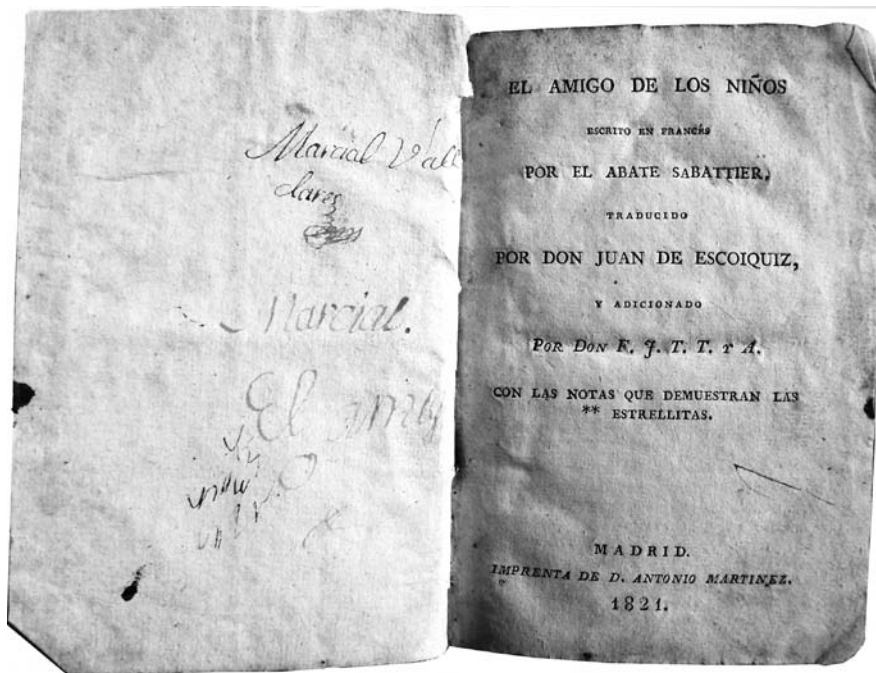 Marcial Vall
dares
Marcial.
El amig
EL AMIGO DE LOS NIÑOS
ESCRITO EN FRANCÉS
POR EL ABATE SABATTIER,
TRADUCIDO
POR DON JUAN DE ESCOIQUIZ,
Y ADICIONADO
POR DON F. J. T. T. Y A.
CON LAS NOTAS QUE DEMUESTRAN LAS
** ESTRELLITAS.
MADRID.
IMPRENTA DE D. ANTONIO MARTINEZ.
1821.